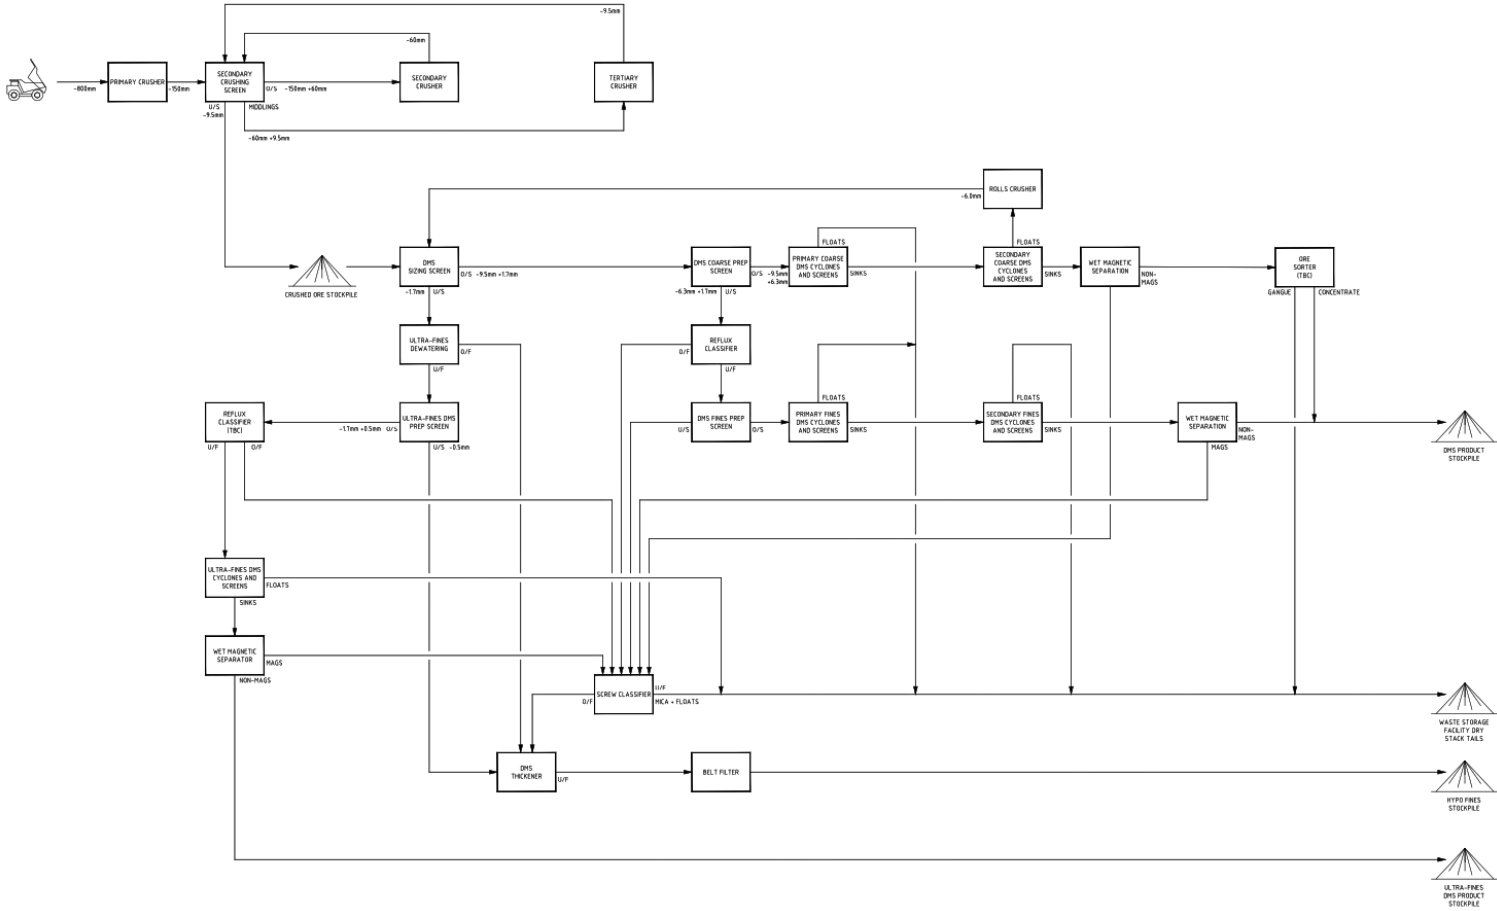 -9.5mm
-60mm
SECONDARY
CRUSHING
SCREEN
SECONDARY
CRUSHER
TERTIARY
CRUSHER
PRIMARY CRUSHER
-800mm
-150mm
U/S
-150mm +60mm
U/S
-9.5mm
MIDDLINGS
-60mm +9.5mm
ROLLS CRUSHER
-6.0mm
FLOATS
FLOATS
DMS
SIZING SCREEN
DMS COARSE PREP
SCREEN
PRIMARY COARSE
DMS CYCLONES
AND SCREENS
SECONDARY
COARSE DMS
CYCLONES
AND SCREENS
WET MAGNETIC
SEPARATION
ORE
SORTER
(TBC)
O/S -9.5mm +1.7mm
O/S -9.5mm
+6.3mm
SINKS
SINKS
NON-
MAGS
CRUSHED ORE STOCKPILE
-1.7mm U/S
-6.3mm +1.7mm U/S
GANGUE
CONCENTRATE
ULTRA-FINES
DEWATERING
O/F
O/F
REFLUX
CLASSIFIER
U/F
U/F
FLOATS
FLOATS
REFLUX
CLASSIFIER
(TBC)
ULTRA-FINES DMS
PREP SCREEN
DMS FINES PREP
SCREEN
PRIMARY FINES
DMS CYCLONES
AND SCREENS
SECONDARY FINES
DMS CYCLONES
AND SCREENS
WET MAGNETIC
SEPARATION
-1.7mm +0.5mm O/S
U/S
O/S
SINKS
SINKS
NON-
MAGS
U/F
O/F
U/S -0.5mm
MAGS
DMS PRODUCT
STOCKPILE
ULTRA-FINES DMS
CYCLONES AND
SCREENS
FLOATS
SINKS
WET MAGNETIC
SEPARATOR
MAGS
NON-MAGS
SCREW CLASSIFIER
U/F
O/F
MICA + FLOATS
WASTE STORAGE
FACILITY DRY
STACK TAILS
DMS
THICKENER
U/F
BELT FILTER
HYPO FINES
STOCKPILE
ULTRA-FINES
DMS PRODUCT
STOCKPILE